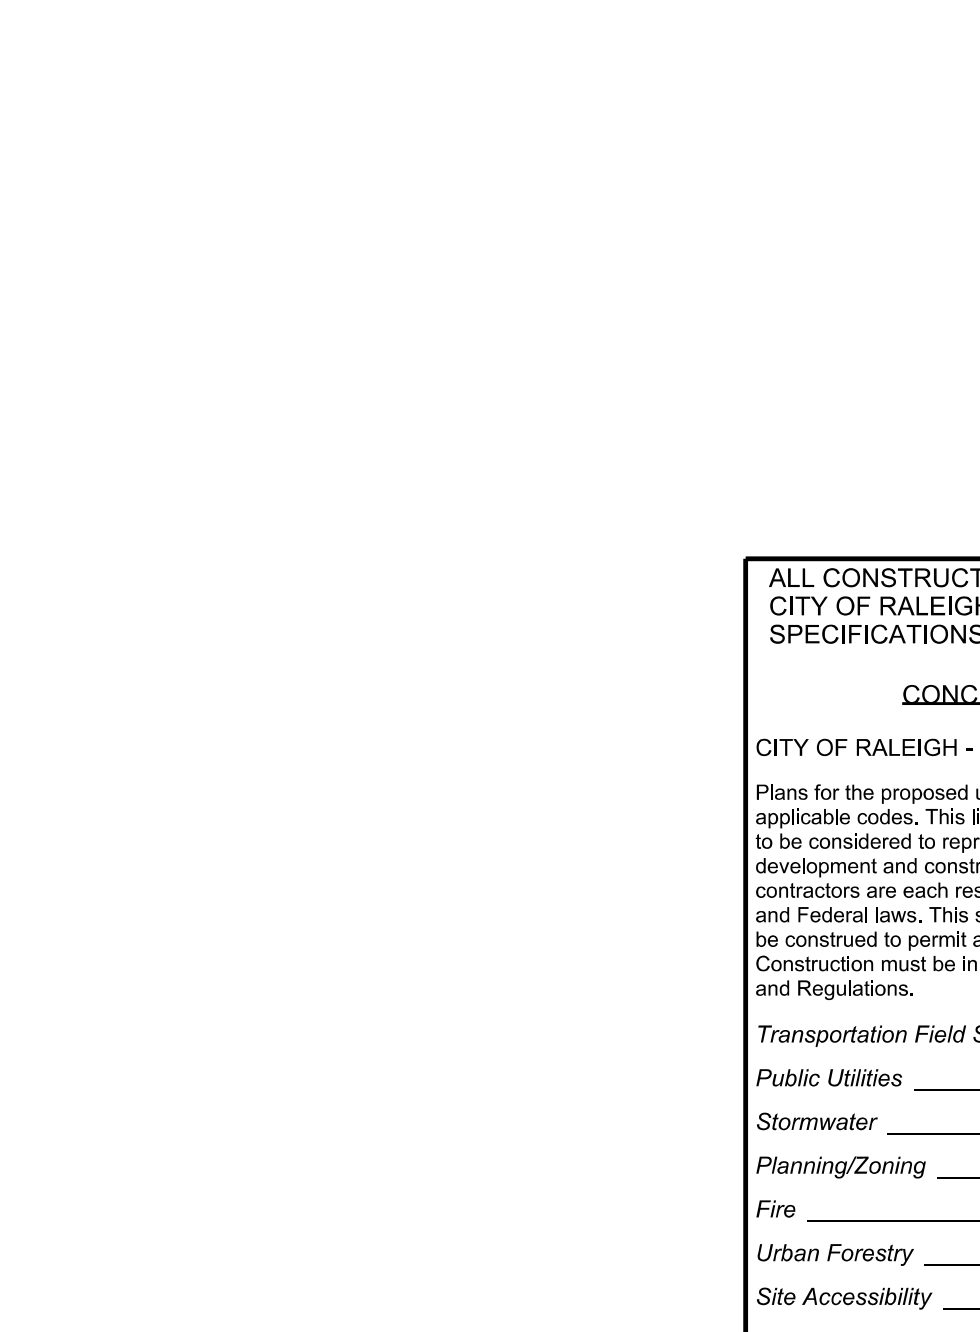 ALL CONSTRUCT
CITY OF RALEIGH
SPECIFICATIONS
CONC
CITY OF RALEIGH -
Plans for the proposed u
applicable codes. This li
to be considered to repr
development and constr
contractors are each res
and Federal laws. This s
be construed to permit a
Construction must be in
and Regulations.
Transportation Field S
Public Utilities
Stormwater
Planning/Zoning
Fire
Urban Forestry
Site Accessibility